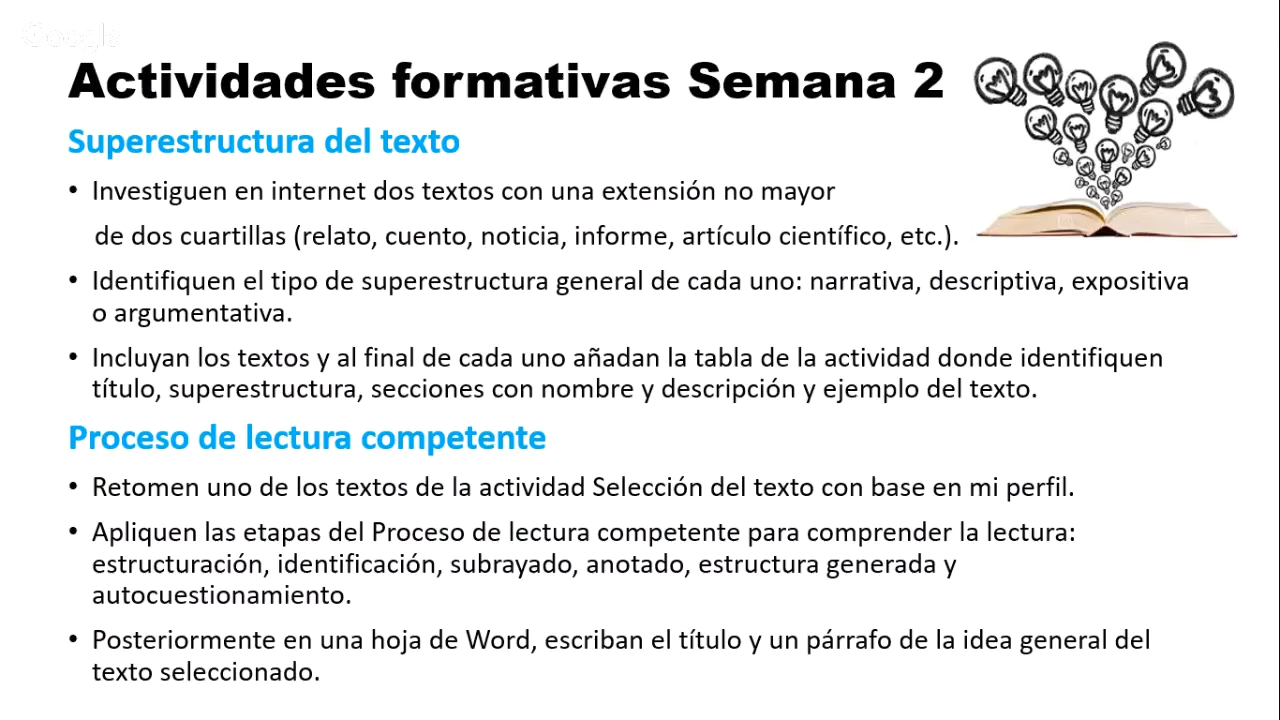 Google
Actividades formativas Semana 2
Superestructura del texto
• Investiguen en internet dos textos con una extensión no mayor
de dos cuartillas (relato, cuento, noticia, informe, artículo científico, etc.).
• Identifiquen el tipo de superestructura general de cada uno: narrativa, descriptiva, expositiva
o argumentativa.
• Incluyan los textos y al final de cada uno añadan la tabla de la actividad donde identifiquen
título, superestructura, secciones con nombre y descripción y ejemplo del texto.
Proceso de lectura competente
• Retomen uno de los textos de la actividad Selección del texto con base en mi perfil.
• Apliquen las etapas del Proceso de lectura competente para comprender la lectura:
estructuración, identificación, subrayado, anotado, estructura generada y
autocuestionamiento.
• Posteriormente en una hoja de Word, escriban el título y un párrafo de la idea general del
texto seleccionado.